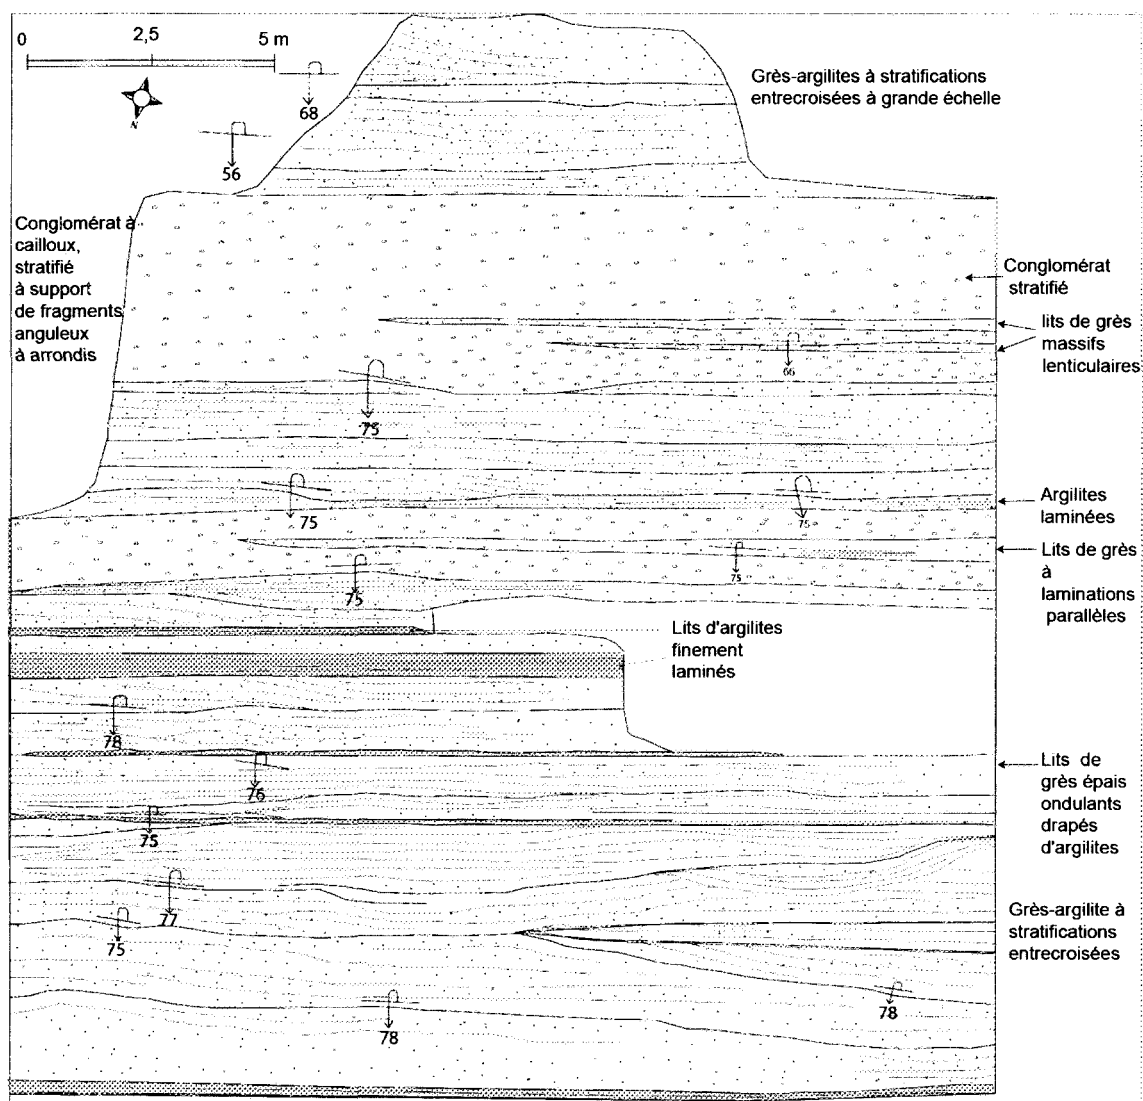 0 2,5 5 m
N
68
56
Grès-argilites à stratifications
entrecroisées à grande échelle
Conglomérat à
cailloux,
stratifié
à support
de fragments
anguleux
à arrondis
Conglomérat
stratifié
lits de grès
massifs
lenticulaires
66
75
75
75
Argilites
laminées
75
75
Lits de grès
à
laminations
parallèles
Lits d'argilites
finement
laminés
78
76
75
Lits de
grès épais
ondulants
drapés
d'argilites
77
75
Grès-argilite à
stratifications
entrecroisées
78
78